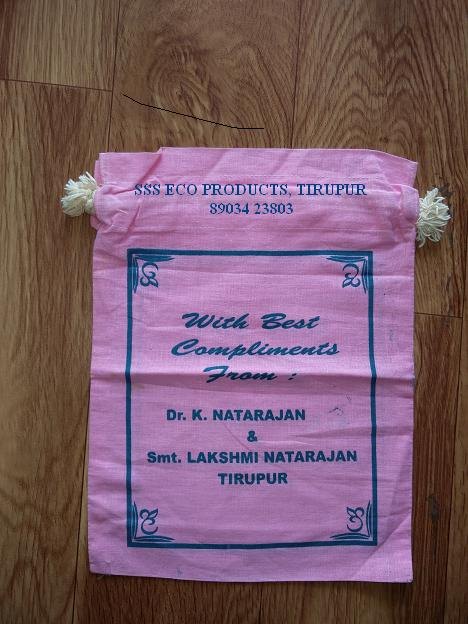 SSS ECO PRODUCTS, TIRUPUR
89034 23803
With Best
Compliments
From :
Dr. K. NATARAJAN
&
Smt. LAKSHMI NATARAJAN
TIRUPUR